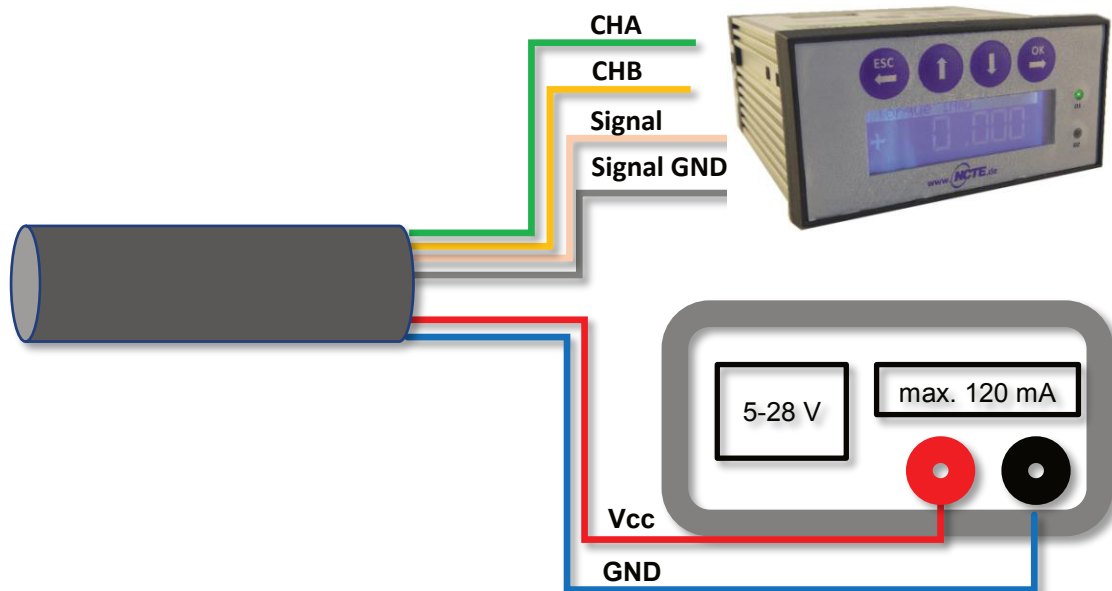 CHA
CHB
Signal
Signal GND
ESC
OK
0.000
www.NCTE.de
5-28 V
max. 120 mA
Vcc
GND